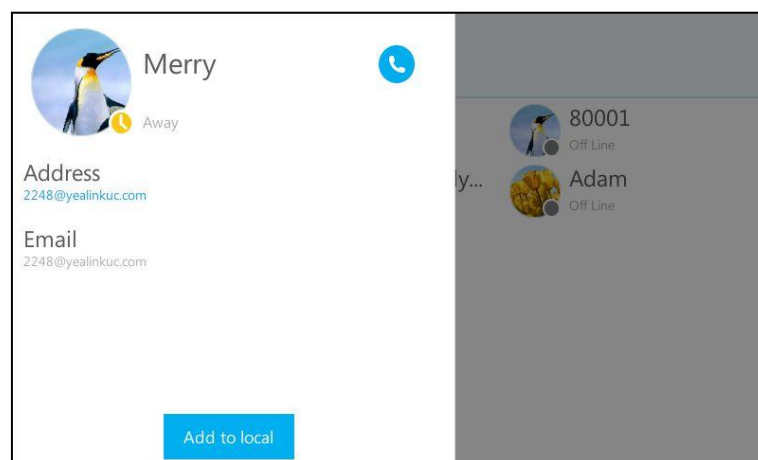 Merry
Away
Address
2248@yealinkuc.com
Email
2248@yealinkuc.com
Add to local
ly...
80001
Off Line
Adam
Off Line